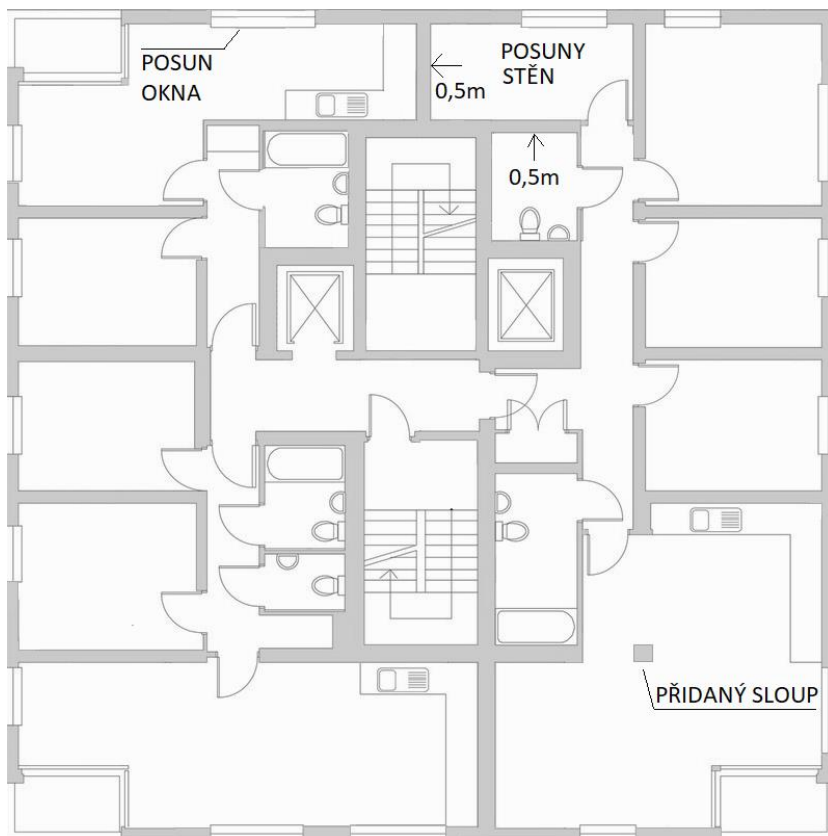 POSUN
OKNA
POSUNY
STĚN
0,5m
0,5m
PŘIDANÝ SLOUP